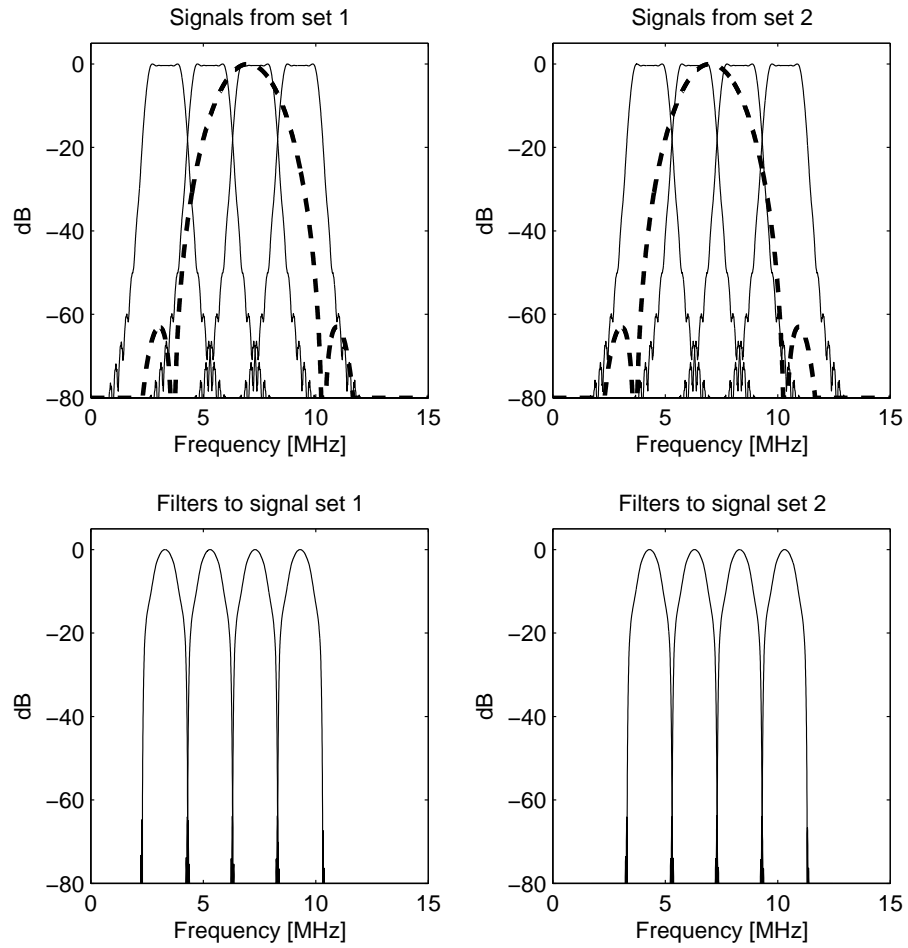 Signals from set 1
0
−20
−40
−60
−80
dB
0 5 10 15
Frequency [MHz]
Signals from set 2
0
−20
−40
−60
−80
dB
0 5 10 15
Frequency [MHz]
Filters to signal set 1
0
−20
−40
−60
−80
dB
0 5 10 15
Frequency [MHz]
Filters to signal set 2
0
−20
−40
−60
−80
dB
0 5 10 15
Frequency [MHz]